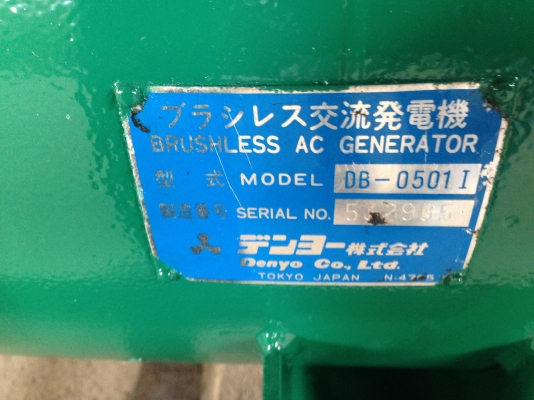 ブラシレス交流発電機
BRUSHLESS AC GENERATOR
型 式 MODEL DB-0501I
製造番号 SERIAL NO.
デンヨー株式会社
Denyo Co., Ltd.
TOKYO JAPAN